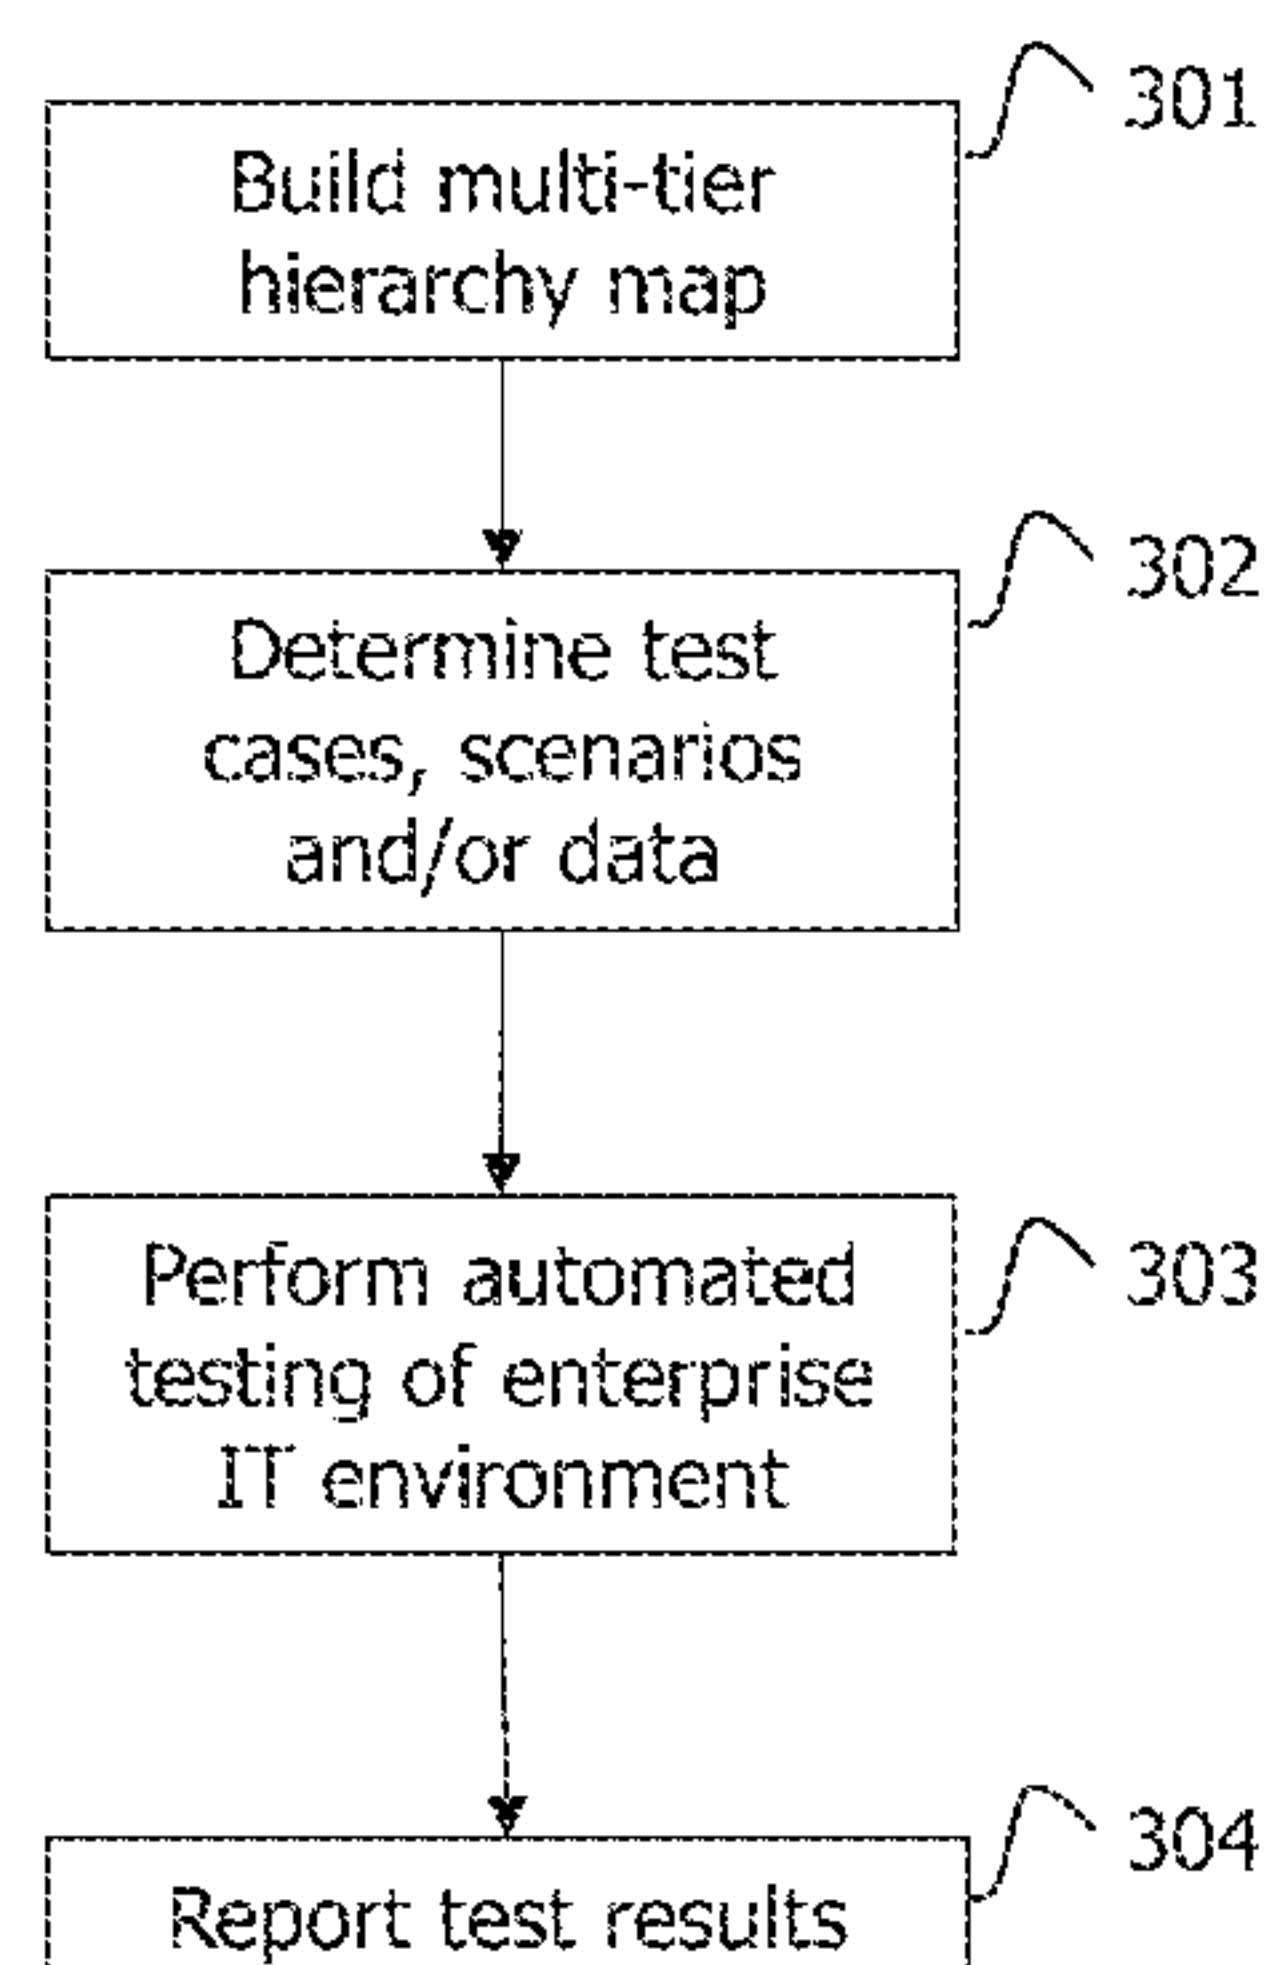 301
Build multi-tier
hierarchy map
302
Determine test
cases, scenarios
and/or data
303
Perform automated
testing of enterprise
IT environment
304
Report test results